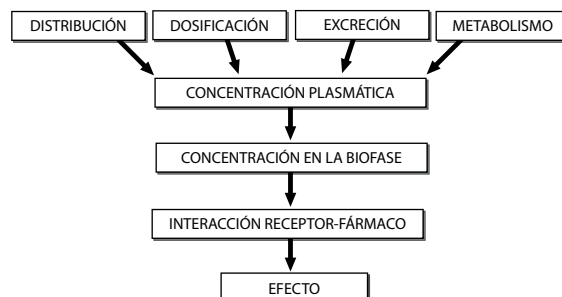 DISTRIBUCIÓN
DOSIFICACIÓN
EXCRECIÓN
METABOLISMO
CONCENTRACIÓN PLASMÁTICA
CONCENTRACIÓN EN LA BIOFASE
INTERACCIÓN RECEPTOR-FÁRMACO
EFECTO